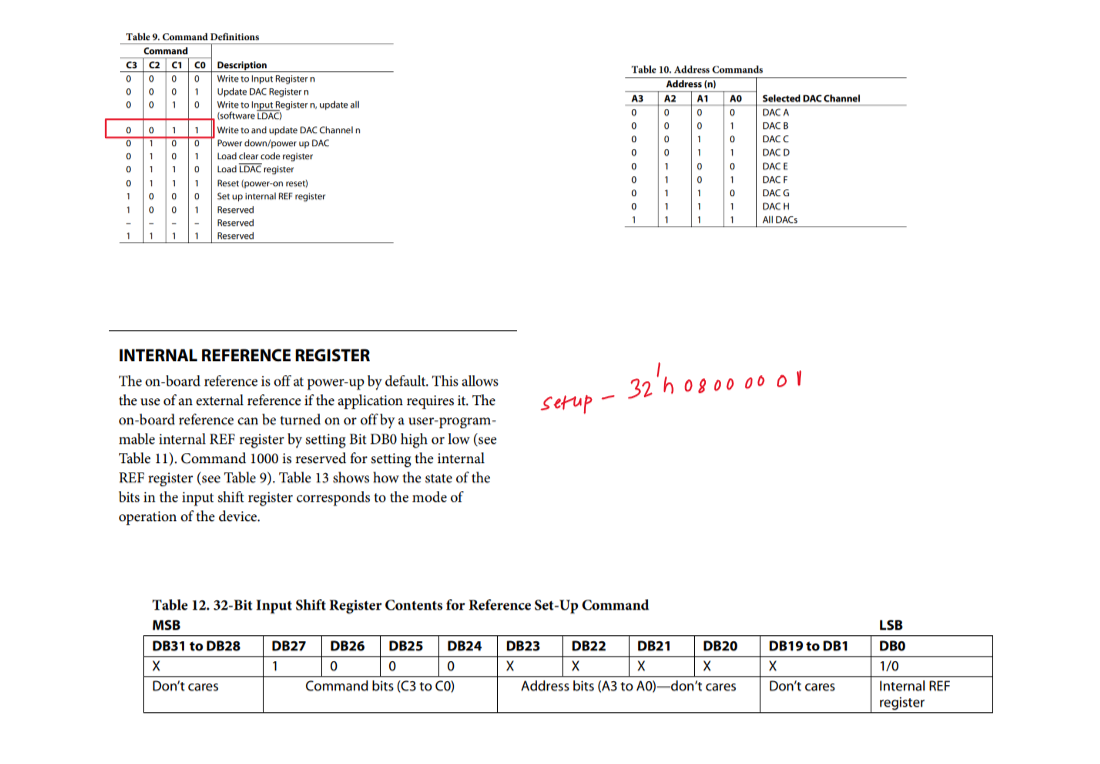 Table 9. Command Definitions
Command
C3 C2 C1 C0 Description
0 0 0 0 Write to Input Register n
0 0 0 1 Update DAC Register n
0 0 1 0 Write to Input Register n, update all
(software LDAC)
0 0 1 1 Write to and update DAC Channel n
0 1 0 0 Power down/power up DAC
0 1 0 1 Load clear code register
0 1 1 0 Load LDAC register
0 1 1 1 Reset (power-on reset)
1 0 0 0 Set up internal REF register
1 0 0 1 Reserved
– – – – Reserved
1 1 1 1 Reserved
Table 10. Address Commands
Address (n)
A3 A2 A1 A0 Selected DAC Channel
0 0 0 0 DAC A
0 0 0 1 DAC B
0 0 1 0 DAC C
0 0 1 1 DAC D
0 1 0 0 DAC E
0 1 0 1 DAC F
0 1 1 0 DAC G
0 1 1 1 DAC H
1 1 1 1 All DACs
INTERNAL REFERENCE REGISTER
The on-board reference is off at power-up by default. This allows
the use of an external reference if the application requires it. The
on-board reference can be turned on or off by a user-program-
mable internal REF register by setting Bit DB0 high or low (see
Table 11). Command 1000 is reserved for setting the internal
REF register (see Table 9). Table 13 shows how the state of the
bits in the input shift register corresponds to the mode of
operation of the device.
setup – 32'h 0800 00 01
Table 12. 32-Bit Input Shift Register Contents for Reference Set-Up Command
MSB LSB
DB31 to DB28 DB27 DB26 DB25 DB24 DB23 DB22 DB21 DB20 DB19 to DB1 DB0
X 1 0 0 0 X X X X X 1/0
Don't cares Command bits (C3 to C0) Address bits (A3 to A0)—don't cares Don't cares Internal REF
register